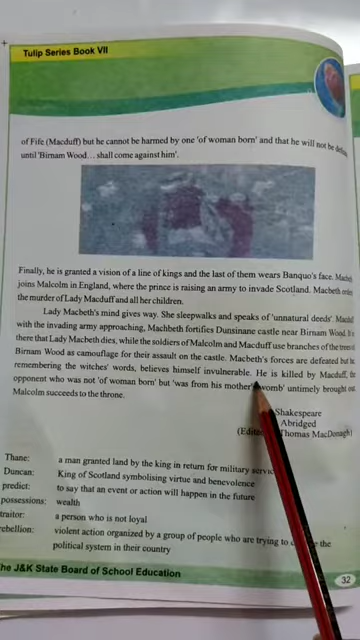 Tulip Series Book VII
of Fife (Macduff) but he cannot be harmed by one 'of woman born' and that he will not be
until 'Birnam Wood... shall come against him'.
Finally, he is granted a vision of a line of kings and the last of them wears Banquo's face.
joins Malcolm in England, where the prince is raising an army to invade Scotland. Macbeth
the murder of Lady Macduff and all her children.
Lady Macbeth's mind gives way. She sleepwalks and speaks of 'unnatural deeds'.
with the invading army approaching, Machbeth fortifies Dunsinane castle near Birnam Wood.
there that Lady Macbeth dies, while the soldiers of Malcolm and Macduff use branches of the trees
Birnam Wood as camouflage for their assault on the castle. Macbeth's forces are defeated but
remembering the witches' words, believes himself invulnerable. He is killed by Macduff,
opponent who was not 'of woman born' but 'was from his mother's womb' untimely brought
Malcolm succeeds to the throne.
Shakespeare
Abridged
Thomas MacDonagh)
Thane: a man granted land by the king in return for military
Duncan: King of Scotland symbolising virtue and benevolence
predict: to say that an event or action will happen in the future
possessions: wealth
traitor: a person who is not loyal
rebellion: violent action organized by a group of people who are trying to the
political system in their country
The J&K State Board of School Education
32